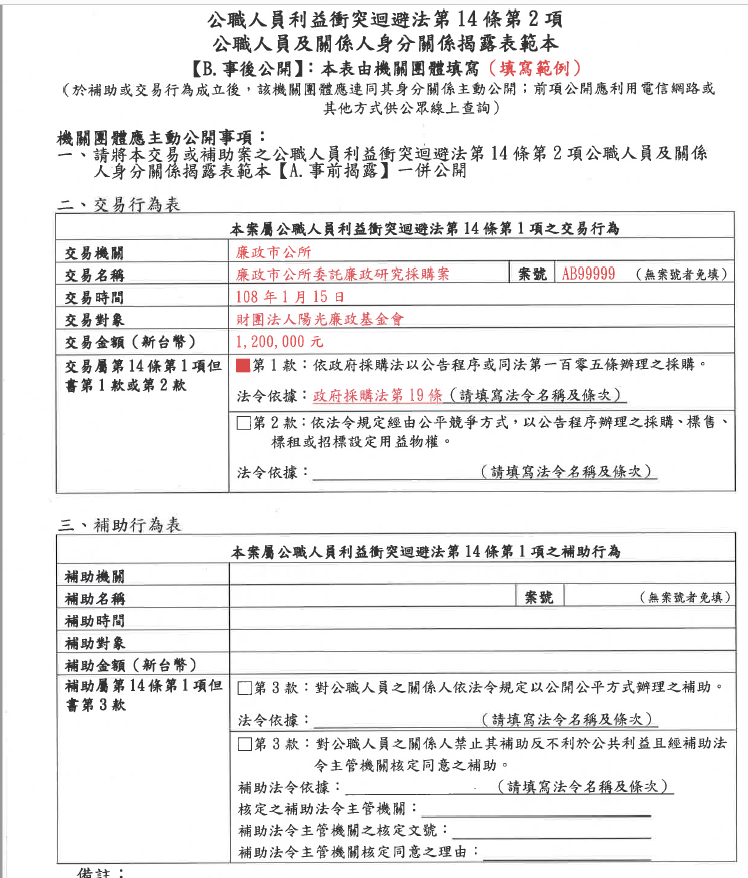 公職人員利益衝突迴避法第14條第2項
公職人員及關係人身分關係揭露表範本
【B.事後公開】：本表由機關團體填寫（填寫範例）
（於補助或交易行為成立後，該機關團體應連同其身分關係主動公開；前項公開應利用電信網路或
其他方式供公眾線上查詢）
機關團體應主動公開事項：
一、請將本交易或補助案之公職人員利益衝突迴避法第14條第2項公職人員及關係
人身分關係揭露表範本【A.事前揭露】一併公開
二、交易行為表
本案屬公職人員利益衝突迴避法第14條第1項之交易行為
交易機關 廉政市公所
交易名稱 廉政市公所委託廉政研究採購案 案號 AB99999 （無案號者免填）
交易時間 108年1月15日
交易對象 財團法人陽光廉政基金會
交易金額（新台幣） 1,200,000元
交易屬第14條第1項但 ■第1款：依政府採購法以公告程序或同法第一百零五條辦理之採購。
書第1款或第2款
法令依據：政府採購法第19條（請填寫法令名稱及條次）
□第2款：依法令規定經由公平競爭方式，以公告程序辦理之採購、標售、
標租或招標設定用益物權。
法令依據：（請填寫法令名稱及條次）
三、補助行為表
本案屬公職人員利益衝突迴避法第14條第1項之補助行為
補助機關
補助名稱 案號 （無案號者免填）
補助時間
補助對象
補助金額（新台幣）
補助屬第14條第1項但 □第3款：對公職人員之關係人依法令規定以公開公平方式辦理之補助。
書第3款
法令依據：（請填寫法令名稱及條次）
□第3款：對公職人員之關係人禁止其補助反不利於公共利益且經補助法
令主管機關核定同意之補助。
補助法令依據：（請填寫法令名稱及條次）
核定之補助法令主管機關：
補助法令主管機關之核定文號：
補助法令主管機關核定同意之理由：
備註：